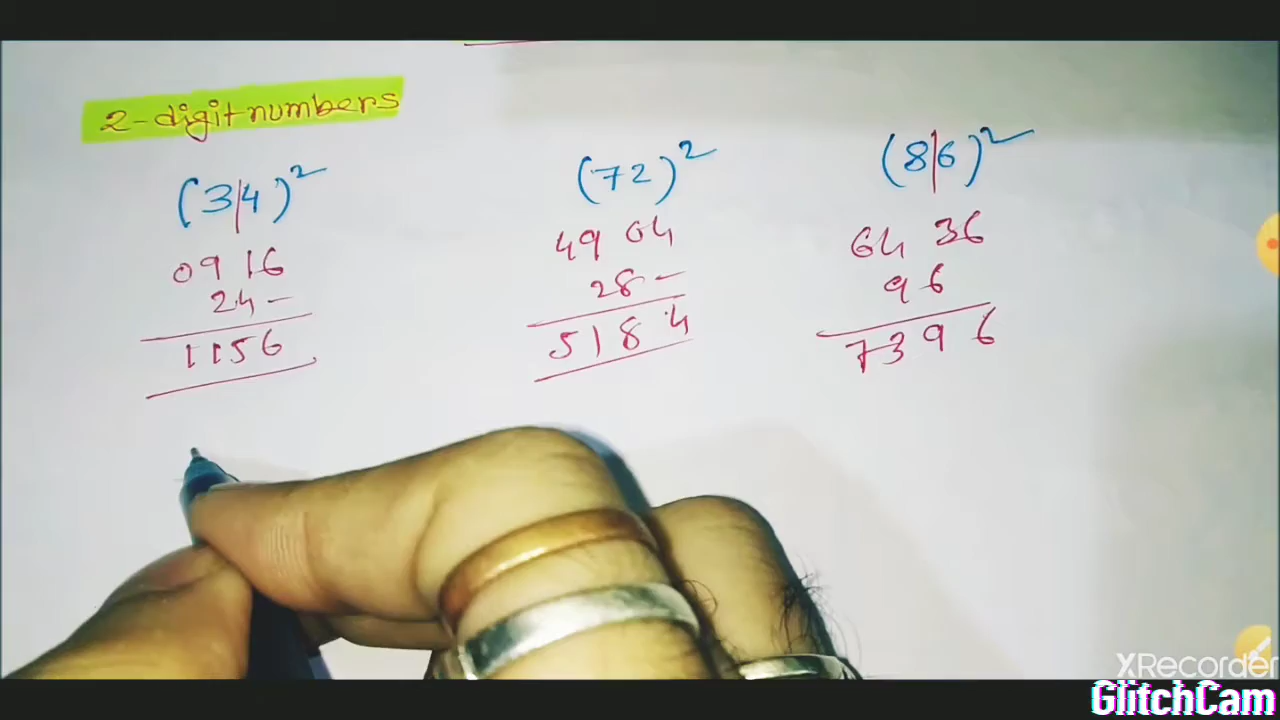 2-digit numbers
(3|4)² (72)² (8|6)²
0916 4904 6436
24- 28- 96
1156 5184 7396
XRecorder
GlitchCam